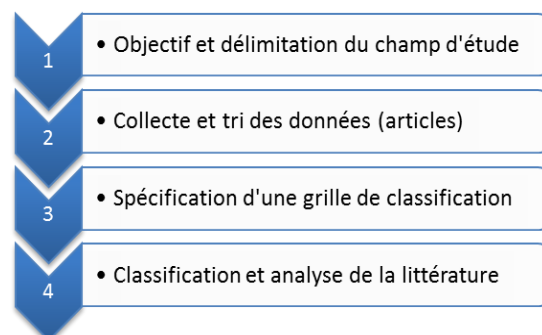 1
• Objectif et délimitation du champ d'étude
2
• Collecte et tri des données (articles)
3
• Spécification d'une grille de classification
4
• Classification et analyse de la littérature